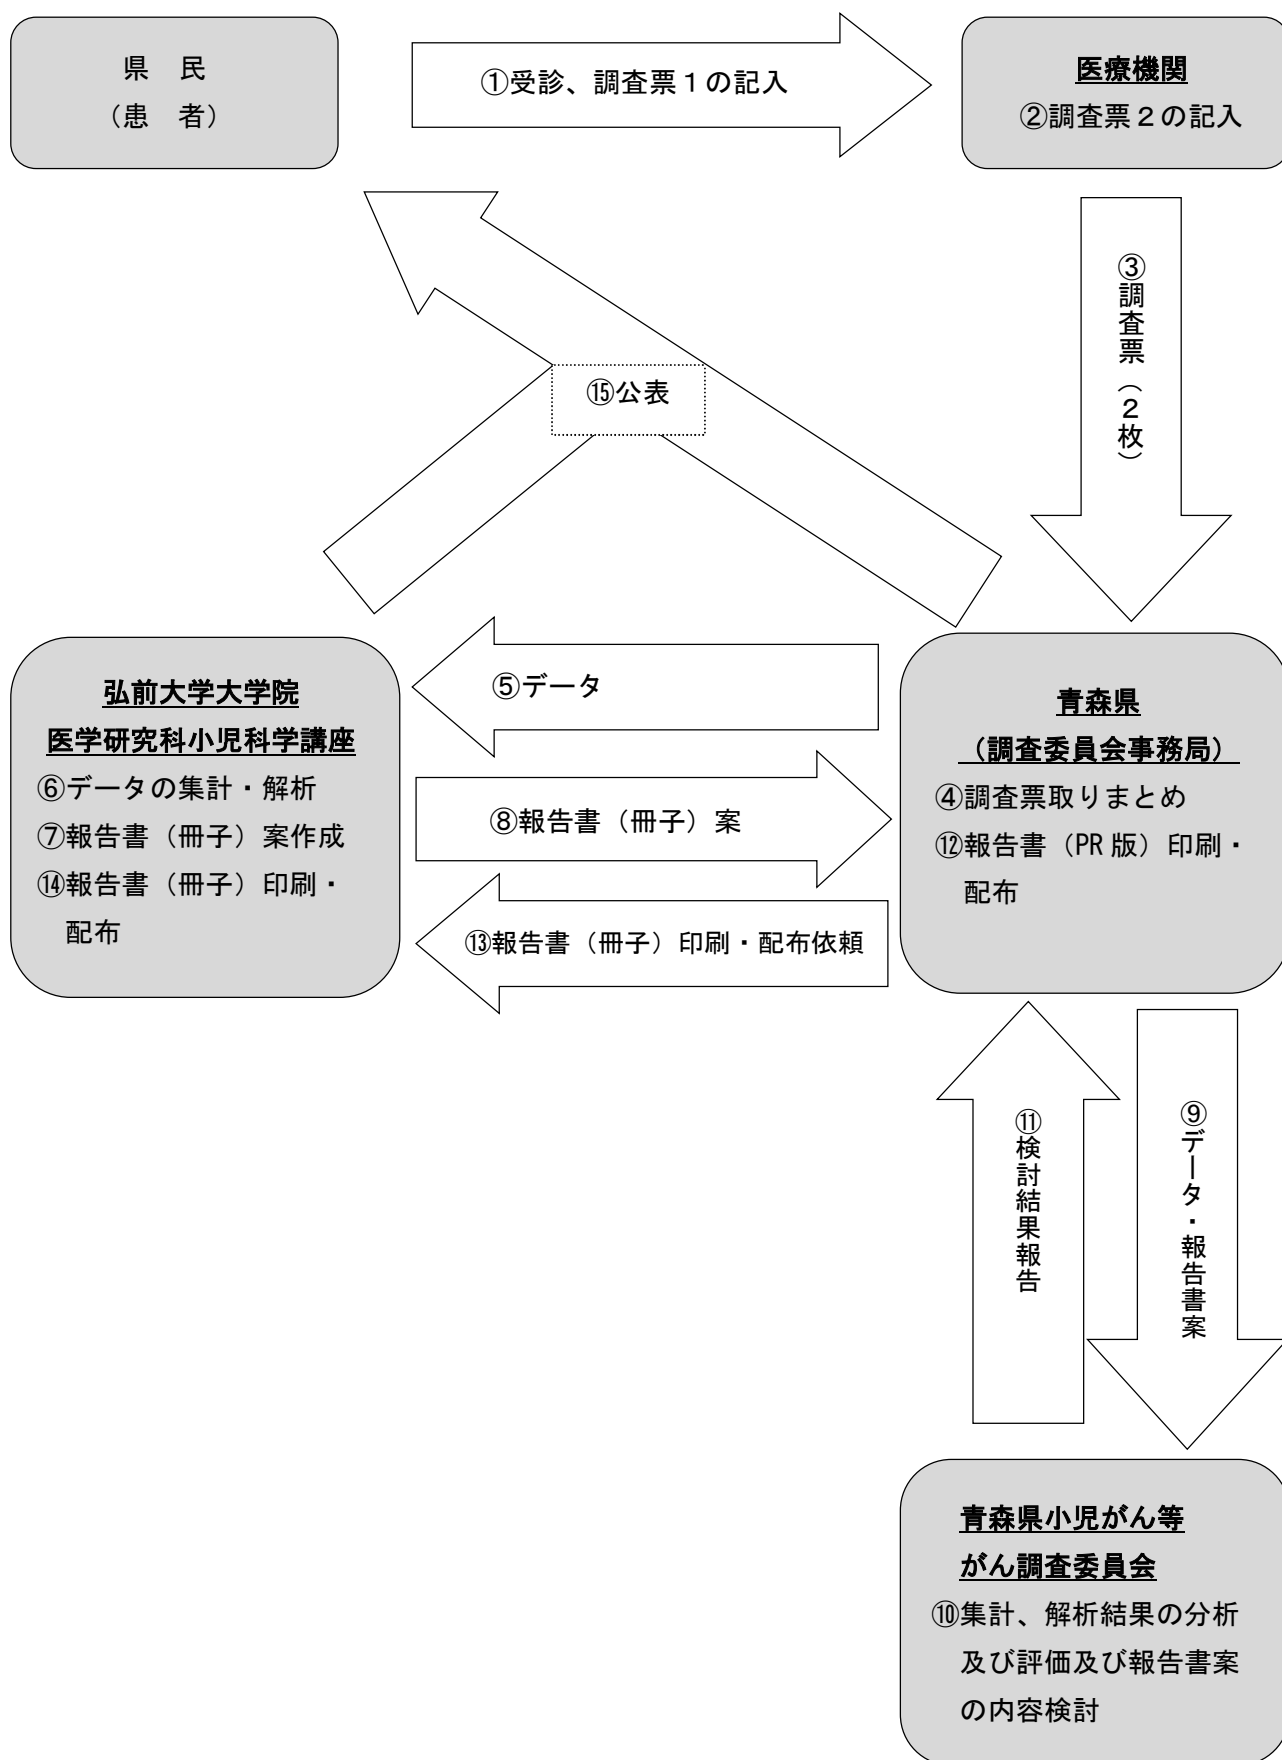 県　民
（患　者）
①受診、調査票１の記入
医療機関
②調査票２の記入
③調査票（２枚）
⑮公表
弘前大学大学院
医学研究科小児科学講座
⑥データの集計・解析
⑦報告書（冊子）案作成
⑭報告書（冊子）印刷・
配布
⑤データ
⑧報告書（冊子）案
⑬報告書（冊子）印刷・配布依頼
青森県
（調査委員会事務局）
④調査票取りまとめ
⑫報告書（PR版）印刷・
配布
⑪検討結果報告
⑨データ・報告書案
青森県小児がん等
がん調査委員会
⑩集計、解析結果の分析
及び評価及び報告書案
の内容検討